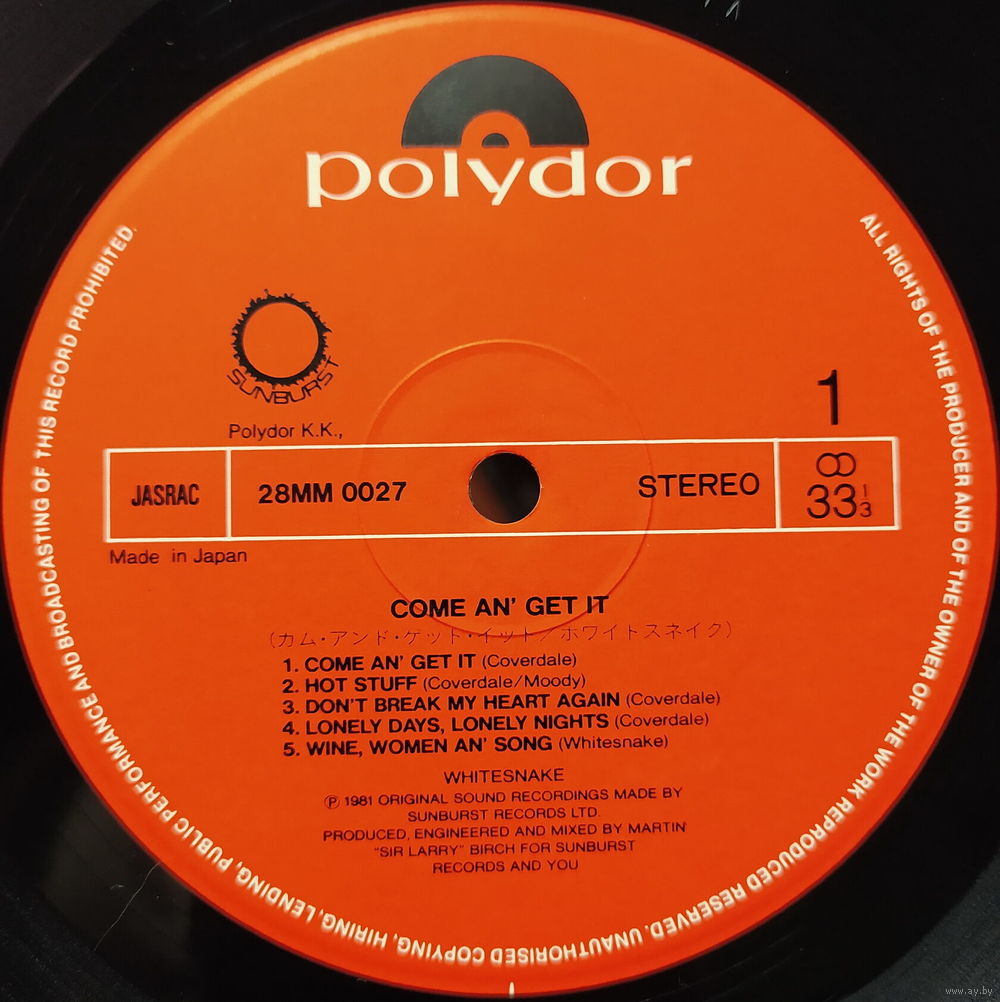 polydor
SUNBURST
Polydor K.K.,
1
JASRAC
28MM 0027
STEREO
33 1/3
Made in Japan
COME AN' GET IT
(カム・アンド・ゲット・イット/ホワイトスネイク)
1. COME AN' GET IT (Coverdale)
2. HOT STUFF (Coverdale/Moody)
3. DON'T BREAK MY HEART AGAIN (Coverdale)
4. LONELY DAYS, LONELY NIGHTS (Coverdale)
5. WINE, WOMEN AN' SONG (Whitesnake)
WHITESNAKE
Ⓟ 1981 ORIGINAL SOUND RECORDINGS MADE BY
SUNBURST RECORDS LTD.
PRODUCED, ENGINEERED AND MIXED BY MARTIN
"SIR LARRY" BIRCH FOR SUNBURST
RECORDS AND YOU
ALL RIGHTS OF THE PRODUCER AND OF THE OWNER OF THE WORK REPRODUCED RESERVED. UNAUTHORISED COPYING, HIRING, LENDING, PUBLIC PERFORMANCE AND BROADCASTING OF THIS RECORD PROHIBITED.
www.ay.by